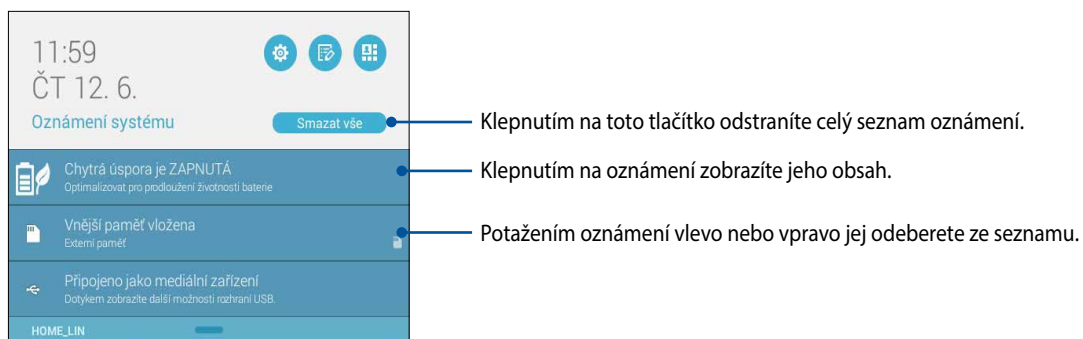 11:59
ČT 12. 6.
Oznámení systému
Smazat vše
Klepnutím na toto tlačítko odstraníte celý seznam oznámení.
Chytrá úspora je ZAPNUTÁ
Optimalizovat pro prodloužení životnosti baterie
Klepnutím na oznámení zobrazíte jeho obsah.
Vnější paměť vložena
Externí paměť
Potažením oznámení vlevo nebo vpravo jej odeberete ze seznamu.
Připojeno jako mediální zařízení
Dotykem zobrazíte další možnosti rozhraní USB.
HOME_LIN